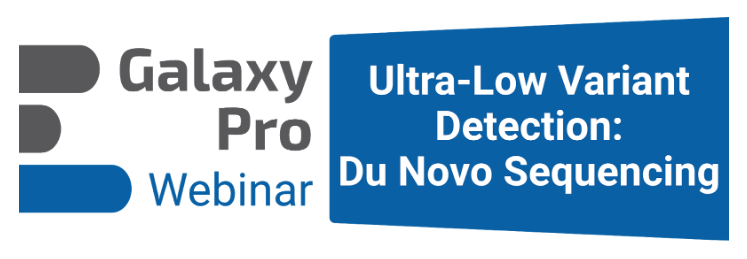 Galaxy
Pro
Webinar
Ultra-Low Variant
Detection:
Du Novo Sequencing